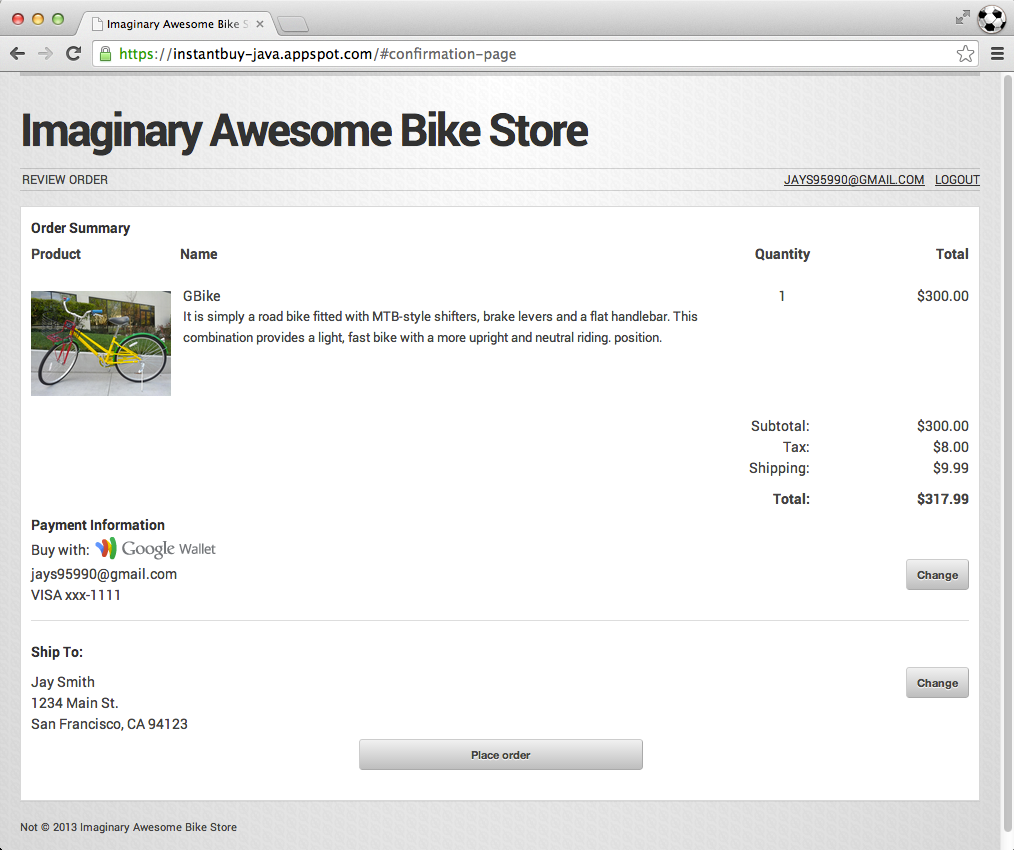 Imaginary Awesome Bike S
https://instantbuy-java.appspot.com/#confirmation-page
Imaginary Awesome Bike Store
REVIEW ORDER JAYS95990@GMAIL.COM LOGOUT
Order Summary
Product Name Quantity Total
GBike 1 $300.00
It is simply a road bike fitted with MTB-style shifters, brake levers and a flat handlebar. This
combination provides a light, fast bike with a more upright and neutral riding. position.
Subtotal: $300.00
Tax: $8.00
Shipping: $9.99
Total: $317.99
Payment Information
Buy with: Google Wallet
jays95990@gmail.com
Change
VISA xxx-1111
Ship To:
Jay Smith
Change
1234 Main St.
San Francisco, CA 94123
Place order
Not © 2013 Imaginary Awesome Bike Store